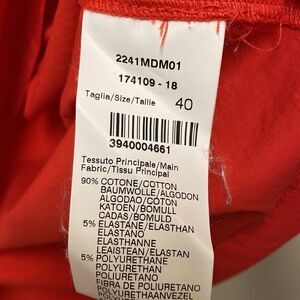 2241MDM01
174109 - 18
Taglia/Size/Taille 40
3940004661
Tessuto Principale/Main
Fabric/Tissu Principal
90% COTONE/COTTON
BAUMWOLLE/ALGODON
ALGODAO/COTON
KATOEN/BOMULL
CADAS/BOMULD
5% ELASTANE/ELASTHAN
ELASTANO
ELASTHANNE
LEAISTEAN/ELASTAN
5% POLYURETHANE
POLYURETHAN
POLIURETANO
FIBRA DE POLIURETANO
POLYURETHAANVEZEL